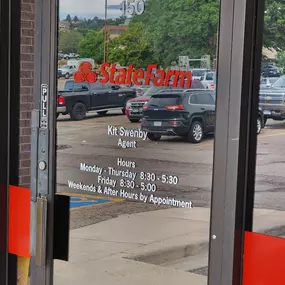 450
StateFarm
Kit Swenby
Agent
Hours
Monday - Thursday 8:30 - 5:30
Friday 8:30 - 5:00
Weekends & After Hours by Appointment
PULL